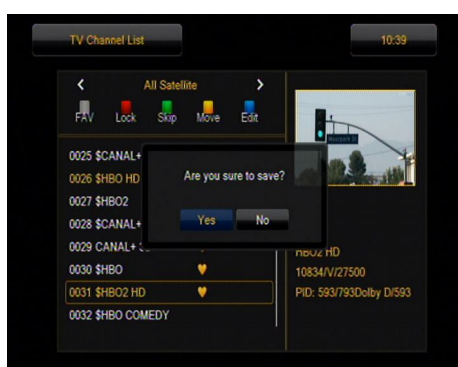 TV Channel List
10:39
All Satellite
FAV Lock Skip Move Edit
0025 $CANAL+
0026 $HBO HD
0027 $HBO2
0028 $CANAL+
0029 CANAL+
0030 $HBO
0031 $HBO2 HD
0032 $HBO COMEDY
Are you sure to save?
Yes No
HBO2 HD
10834/V/27500
PID: 593/793Dolby D/593